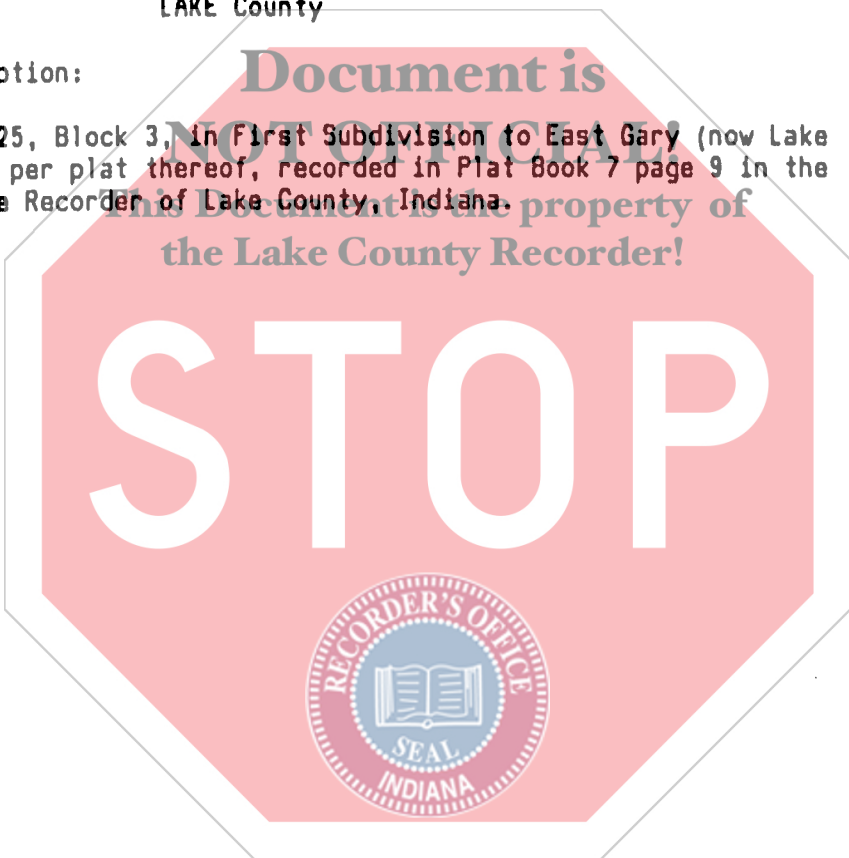 LAKE County
Document is
ption:
NOT OFFICIAL!
25, Block 3, in First Subdivision to East Gary (now Lake
per plat thereof, recorded in Plat Book 7 page 9 in the
e Recorder of Lake County, Indiana.
This Document is the property of
the Lake County Recorder!
STOP
RECORDER'S OFFICE
SEAL
INDIANA